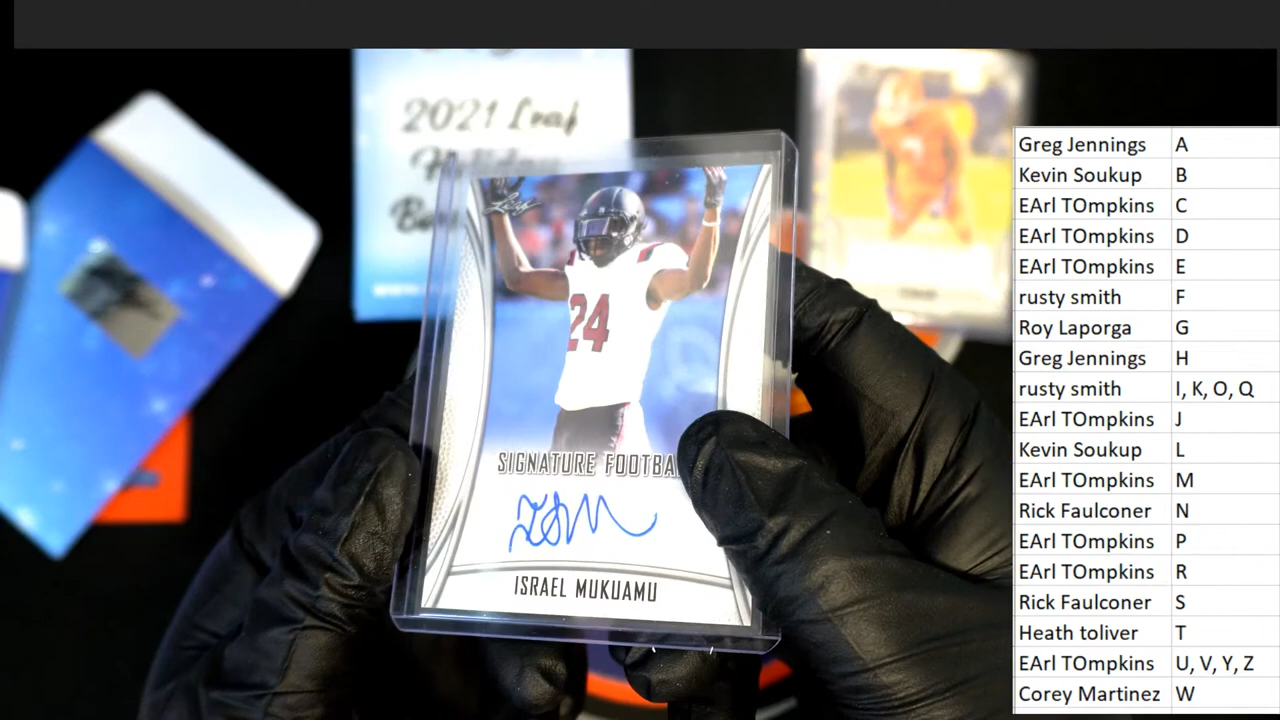 2021 Leaf
24
SIGNATURE FOOTBA
ISRAEL MUKUAMU
Greg Jennings A
Kevin Soukup B
EArl TOmpkins C
EArl TOmpkins D
EArl TOmpkins E
rusty smith F
Roy Laporga G
Greg Jennings H
rusty smith I, K, O, Q
EArl TOmpkins J
Kevin Soukup L
EArl TOmpkins M
Rick Faulconer N
EArl TOmpkins P
EArl TOmpkins R
Rick Faulconer S
Heath toliver T
EArl TOmpkins U, V, Y, Z
Corey Martinez W